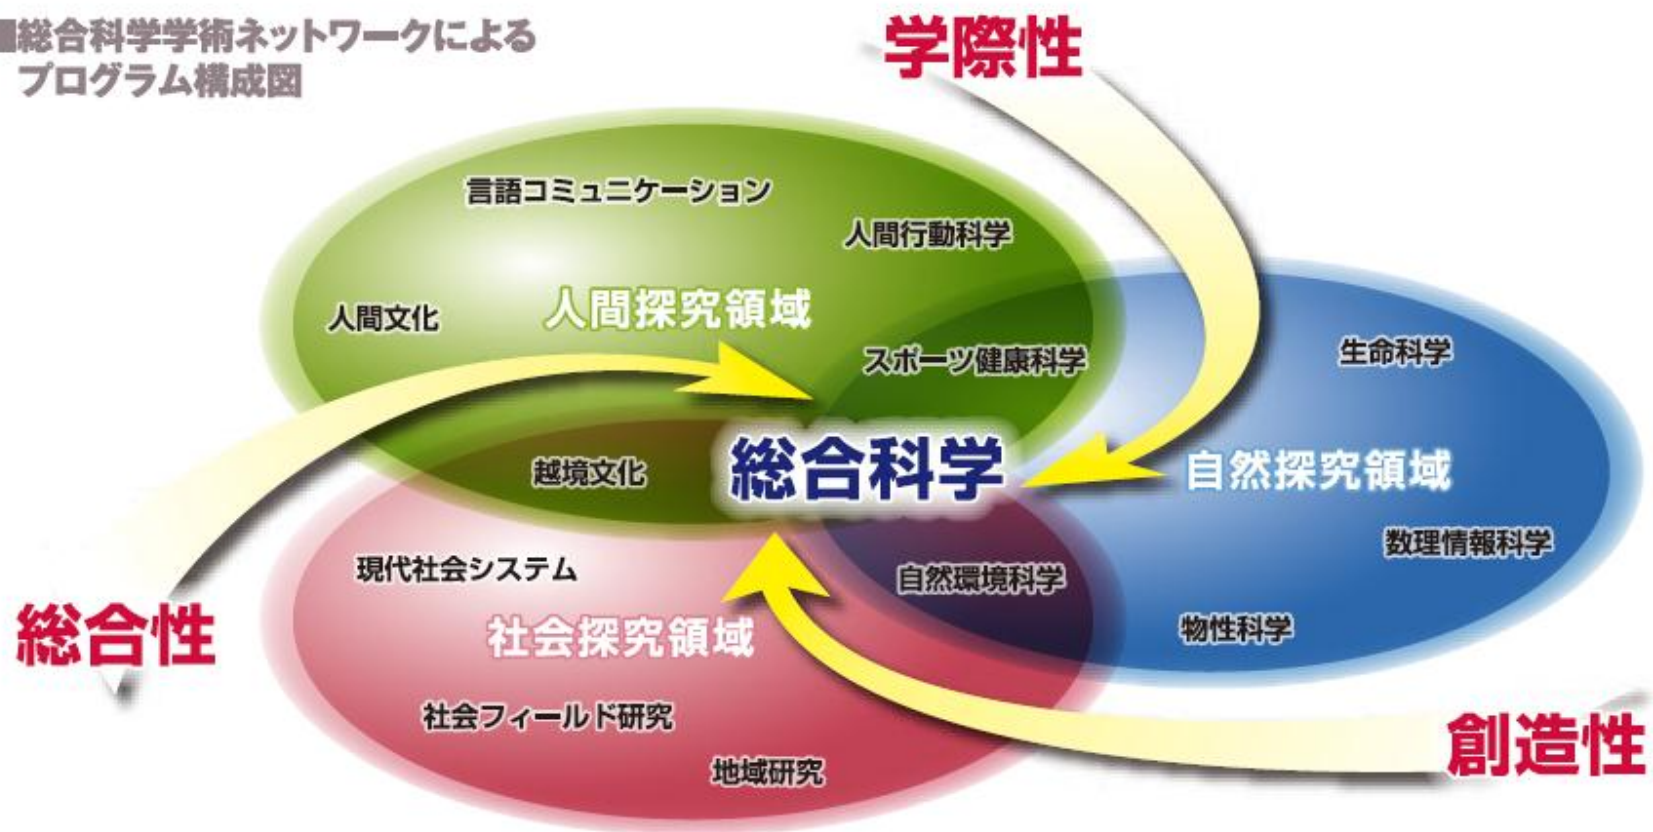 ■総合科学学術ネットワークによる
プログラム構成図
学際性
言語コミュニケーション
人間行動科学
人間文化
人間探究領域
スポーツ健康科学
生命科学
越境文化
総合科学
自然探究領域
現代社会システム
自然環境科学
数理情報科学
総合性
社会探究領域
物性科学
社会フィールド研究
地域研究
創造性